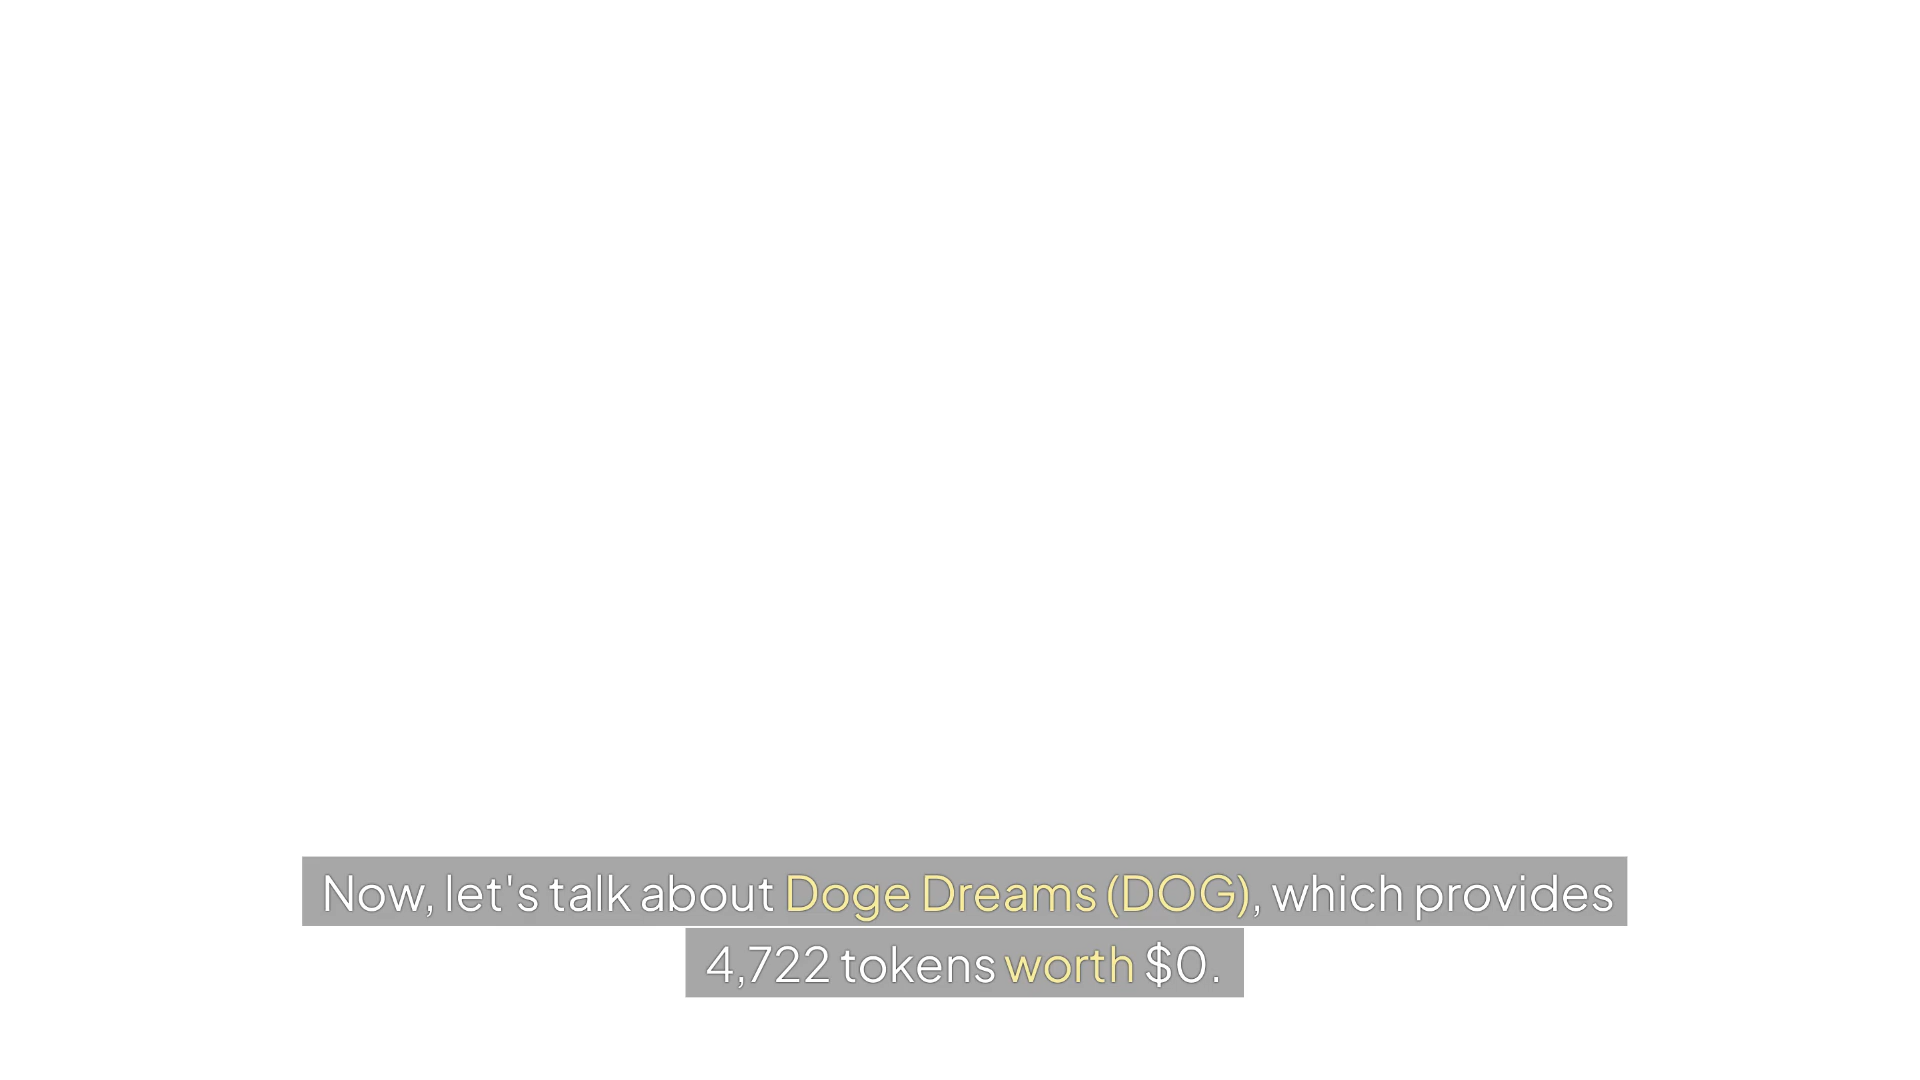 Now, let's talk about Doge Dreams (DOG), which provides
4,722 tokens worth $0.